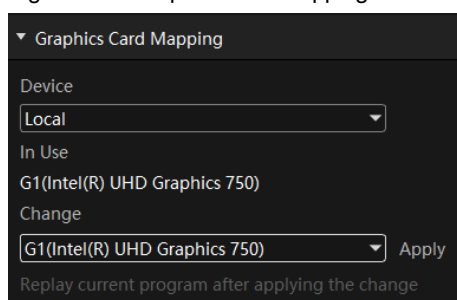 Graphics Card Mapping
Device
Local
In Use
G1(Intel(R) UHD Graphics 750)
Change
G1(Intel(R) UHD Graphics 750) Apply
Replay current program after applying the change